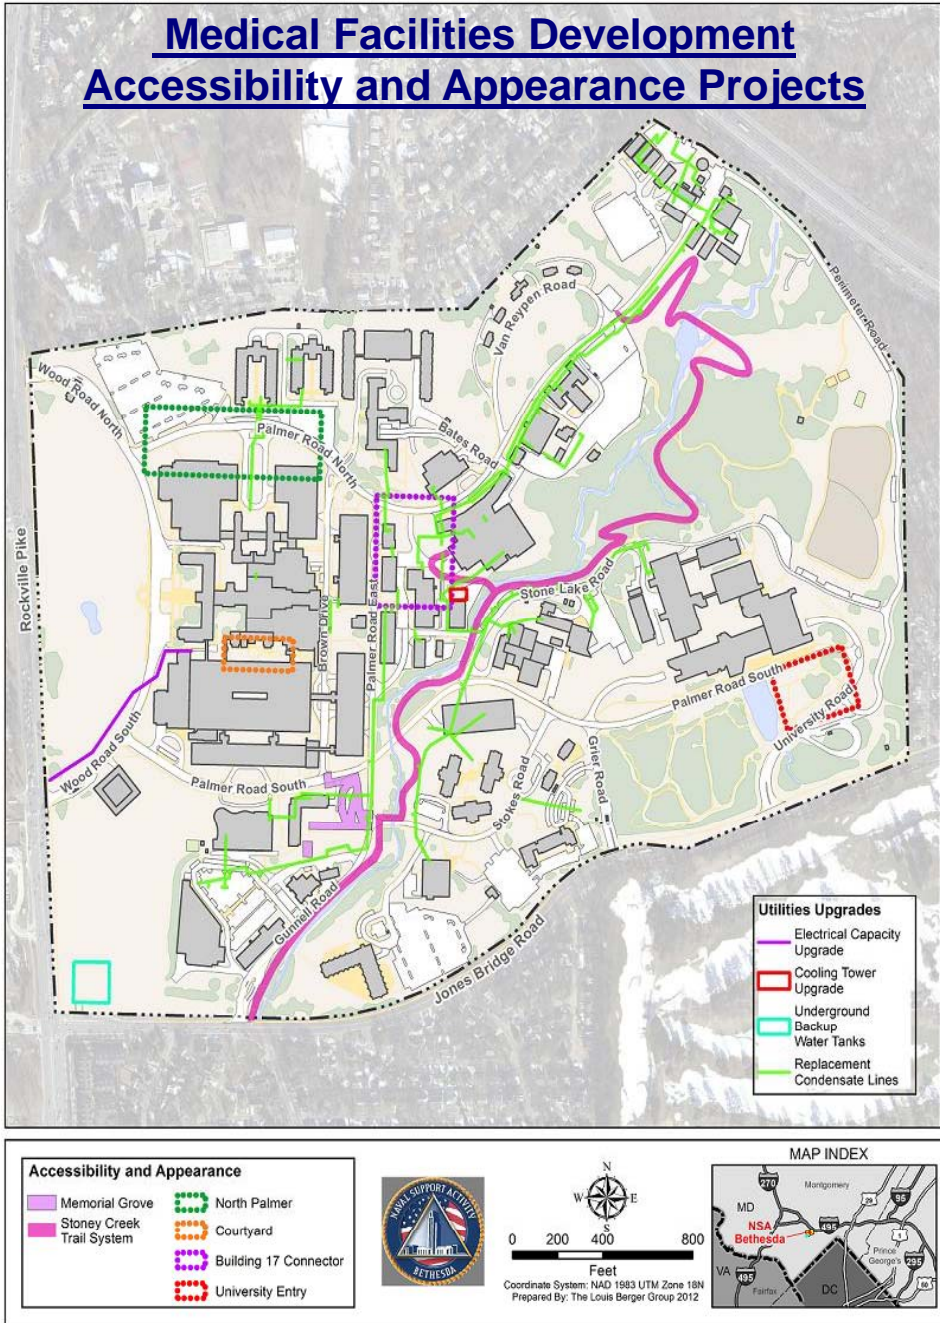 Medical Facilities Development
Accessibility and Appearance Projects
Perimeter Road
Van Reypen Road
Wood Road North
Palmer Road North
Bates Road
Rockville Pike
Stone Lake Road
Brown Drive
Palmer Road East
Palmer Road South
University Road
Wood Road South
Palmer Road South
Grier Road
Stokes Road
Gunnell Road
Jones Bridge Road
Utilities Upgrades
Electrical Capacity
Upgrade
Cooling Tower
Upgrade
Underground
Backup
Water Tanks
Replacement
Condensate Lines
Accessibility and Appearance
Memorial Grove
Stoney Creek
Trail System
North Palmer
Courtyard
Building 17 Connector
University Entry
NAVAL SUPPORT ACTIVITY
BETHESDA
N
W E
S
0 200 400 800
Feet
Coordinate System: NAD 1983 UTM Zone 18N
Prepared By: The Louis Berger Group 2012
MAP INDEX
270
Montgomery
29
95
MD
495
NSA
Bethesda
1
Prince
George's
295
VA
495
Fairfax
DC
50